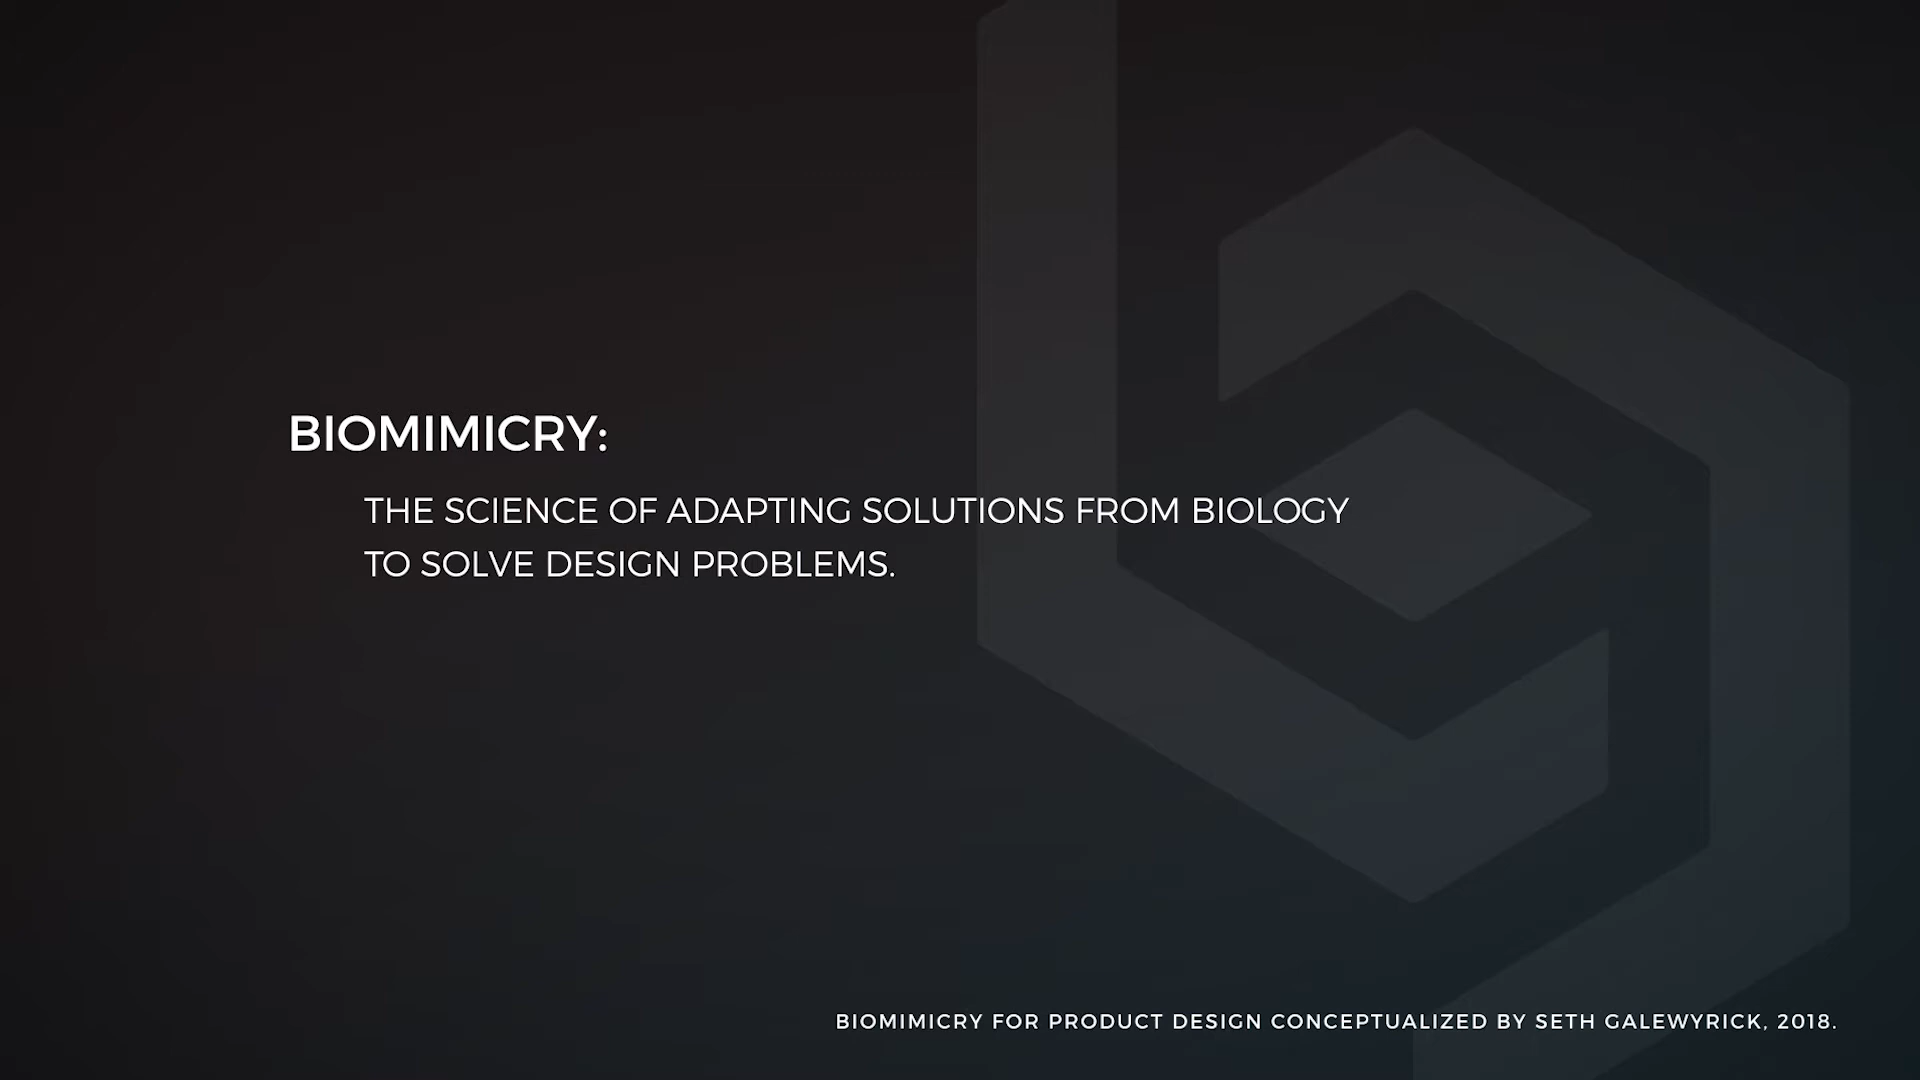 BIOMIMICRY:
THE SCIENCE OF ADAPTING SOLUTIONS FROM BIOLOGY
TO SOLVE DESIGN PROBLEMS.
BIOMIMICRY FOR PRODUCT DESIGN CONCEPTUALIZED BY SETH GALEWYRICK, 2018.